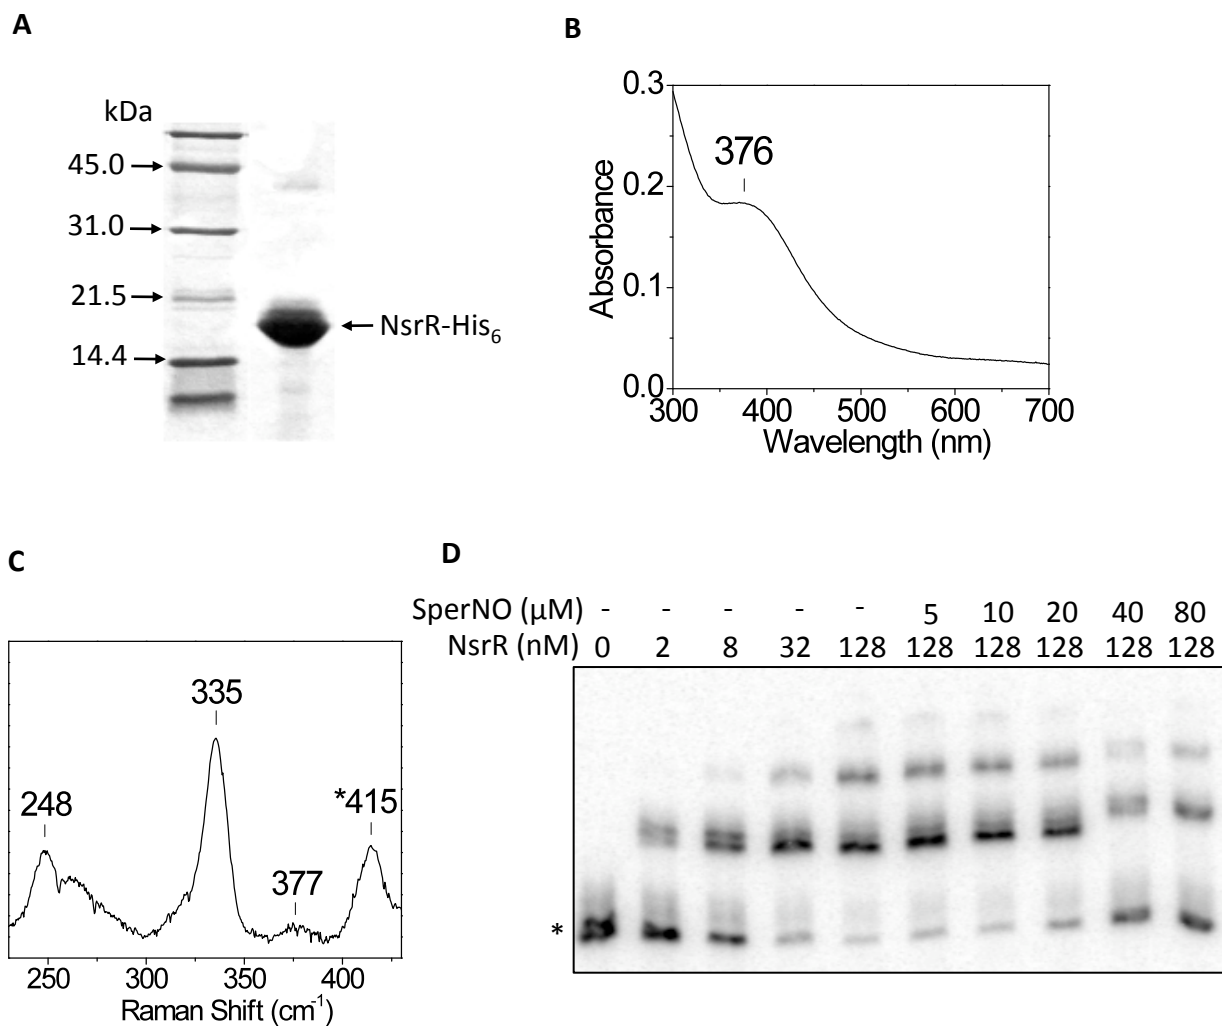 A
kDa
45.0
31.0
21.5
14.4
NsrR-His6
B
376
Absorbance
0.3
0.2
0.1
0.0
300 400 500 600 700
Wavelength (nm)
C
335
248
377
*415
250 300 350 400
Raman Shift (cm-1)
D
SperNO (µM) - - - - - 5 10 20 40 80
NsrR (nM) 0 2 8 32 128 128 128 128 128 128
*